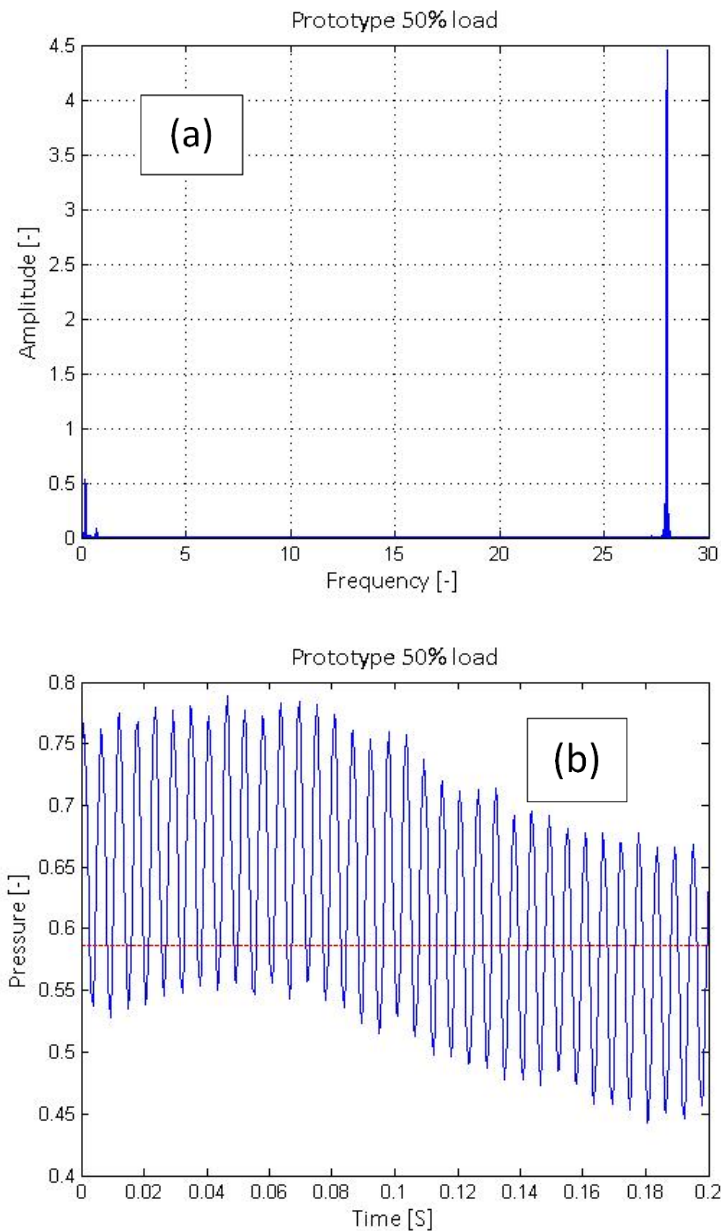 Prototype 50% load
4.5
4
3.5
3
2.5
2
1.5
1
0.5
0
(a)
Amplitude [-]
0 5 10 15 20 25 30
Frequency [-]
Prototype 50% load
0.8
0.75
0.7
0.65
0.6
0.55
0.5
0.45
0.4
(b)
Pressure [-]
0 0.02 0.04 0.06 0.08 0.1 0.12 0.14 0.16 0.18 0.2
Time [S]